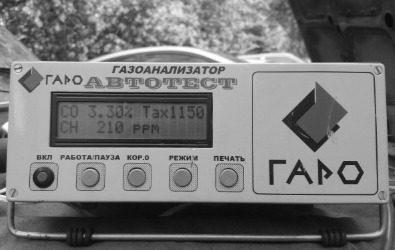 ГАЗОАНАЛИЗАТОР
ГАРО АВТОТЕСТ
CO 3.30% Tax1150
CH 210 ppm
ВКЛ РАБОТА/ПАУЗА КОР.0 РЕЖИМ ПЕЧАТЬ
ГАРО